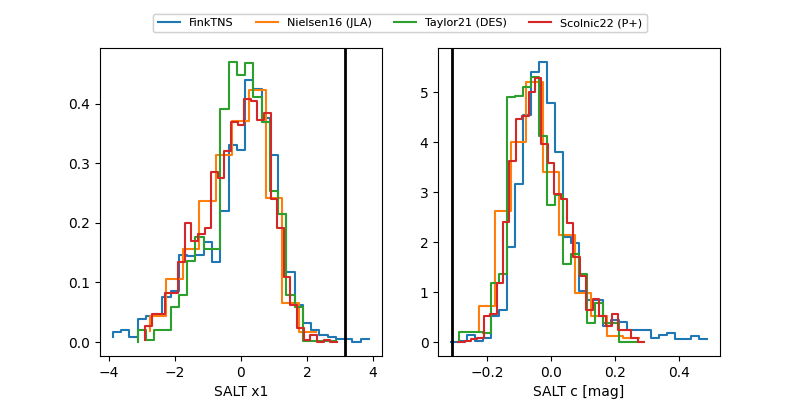 FinkTNS Nielsen16 (JLA) Taylor21 (DES) Scolnic22 (P+)
0.4
0.3
0.2
0.1
0.0
−4 −2 0 2 4
SALT x1
5
4
3
2
1
0
−0.2 0.0 0.2 0.4
SALT c [mag]